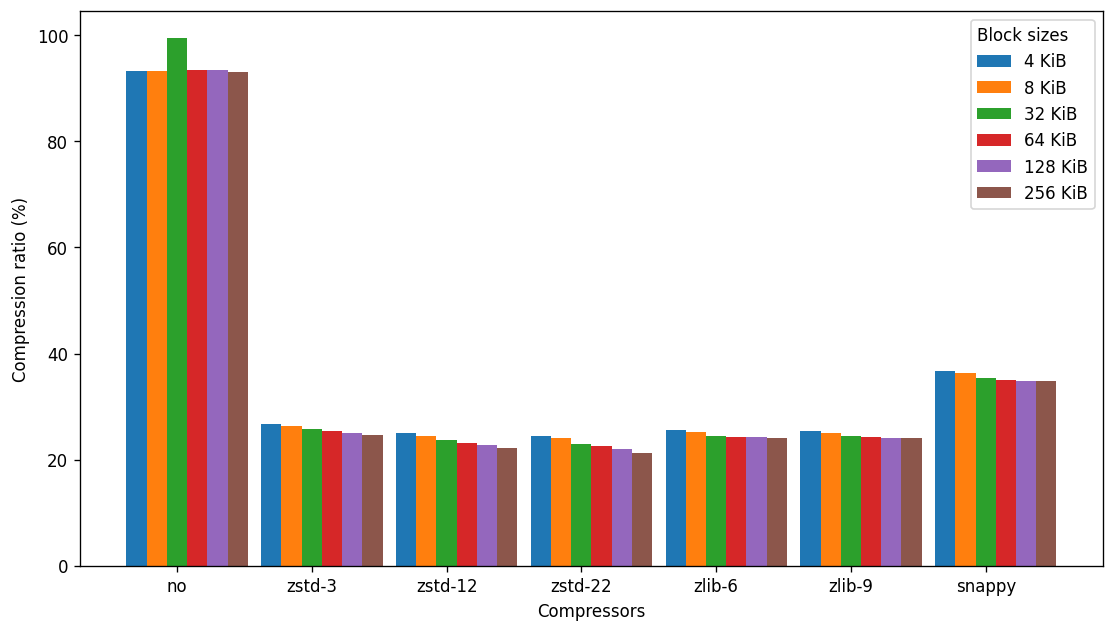 Block sizes
4 KiB
8 KiB
32 KiB
64 KiB
128 KiB
256 KiB
Compression ratio (%)
100
80
60
40
20
0
no zstd-3 zstd-12 zstd-22 zlib-6 zlib-9 snappy
Compressors